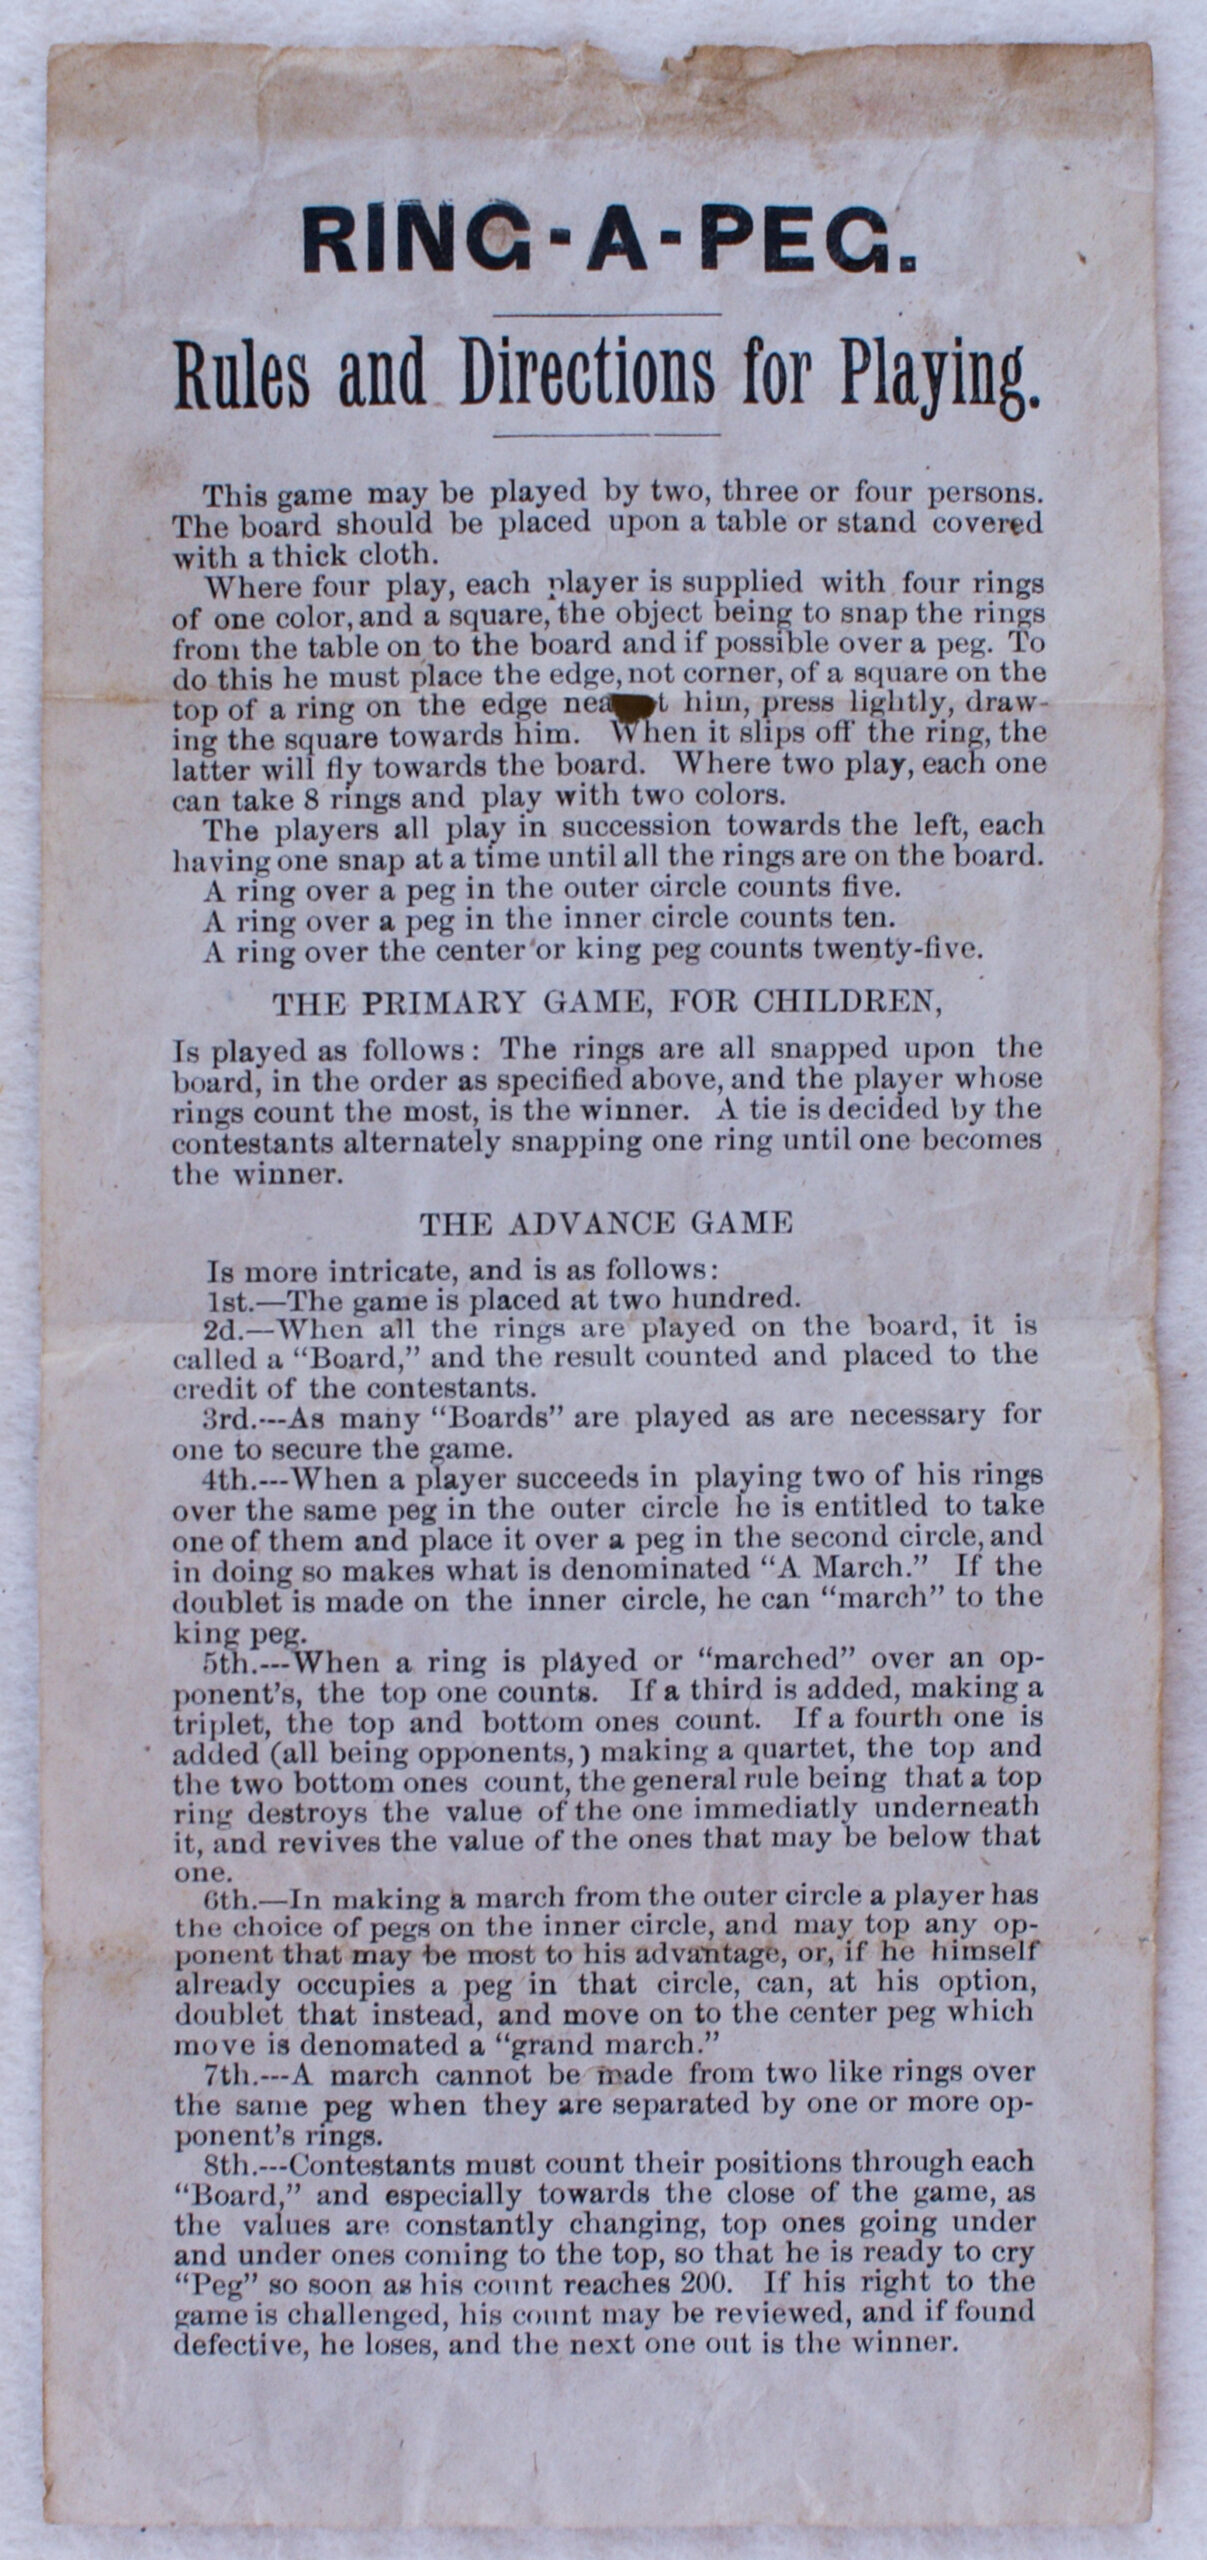 RING-A-PEG.
Rules and Directions for Playing.
This game may be played by two, three or four persons.
The board should be placed upon a table or stand covered
with a thick cloth.
Where four play, each player is supplied with four rings
of one color, and a square, the object being to snap the rings
from the table on to the board and if possible over a peg. To
do this he must place the edge, not corner, of a square on the
top of a ring on the edge nea t him, press lightly, draw-
ing the square towards him. When it slips off the ring, the
latter will fly towards the board. Where two play, each one
can take 8 rings and play with two colors.
The players all play in succession towards the left, each
having one snap at a time until all the rings are on the board.
A ring over a peg in the outer circle counts five.
A ring over a peg in the inner circle counts ten.
A ring over the center or king peg counts twenty-five.
THE PRIMARY GAME, FOR CHILDREN,
Is played as follows: The rings are all snapped upon the
board, in the order as specified above, and the player whose
rings count the most, is the winner. A tie is decided by the
contestants alternately snapping one ring until one becomes
the winner.
THE ADVANCE GAME
Is more intricate, and is as follows:
1st.—The game is placed at two hundred.
2d.—When all the rings are played on the board, it is
called a "Board," and the result counted and placed to the
credit of the contestants.
3rd.---As many "Boards" are played as are necessary for
one to secure the game.
4th.---When a player succeeds in playing two of his rings
over the same peg in the outer circle he is entitled to take
one of them and place it over a peg in the second circle, and
in doing so makes what is denominated "A March." If the
doublet is made on the inner circle, he can "march" to the
king peg.
5th.---When a ring is played or "marched" over an op-
ponent's, the top one counts. If a third is added, making a
triplet, the top and bottom ones count. If a fourth one is
added (all being opponents,) making a quartet, the top and
the two bottom ones count, the general rule being that a top
ring destroys the value of the one immediatly underneath
it, and revives the value of the ones that may be below that
one.
6th.—In making a march from the outer circle a player has
the choice of pegs on the inner circle, and may top any op-
ponent that may be most to his advantage, or, if he himself
already occupies a peg in that circle, can, at his option,
doublet that instead, and move on to the center peg which
move is denomated a "grand march."
7th.---A march cannot be made from two like rings over
the same peg when they are separated by one or more op-
ponent's rings.
8th.---Contestants must count their positions through each
"Board," and especially towards the close of the game, as
the values are constantly changing, top ones going under
and under ones coming to the top, so that he is ready to cry
"Peg" so soon as his count reaches 200. If his right to the
game is challenged, his count may be reviewed, and if found
defective, he loses, and the next one out is the winner.